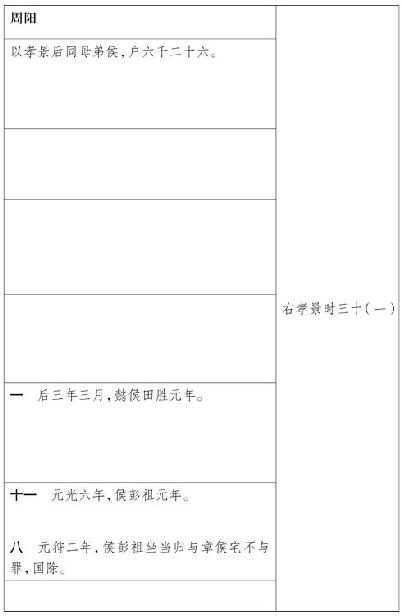 周阳
以孝景后同母弟侯，户六千二十六。
一　后三年三月，懿侯田胜元年。
十一　元光六年，侯彭祖元年。
八　元狩二年，侯彭祖坐当归与章侯宅不与
罪，国除。
右孝景时三十（一）